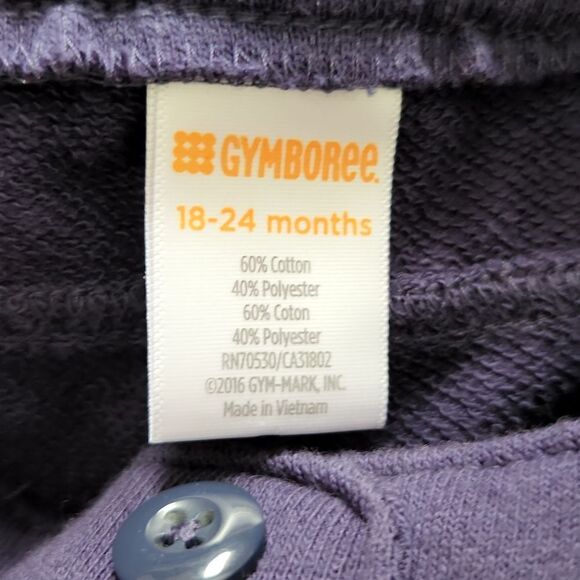 GYMBORee.
18-24 months
60% Cotton
40% Polyester
60% Coton
40% Polyester
RN70530/CA31802
©2016 GYM-MARK, INC.
Made in Vietnam